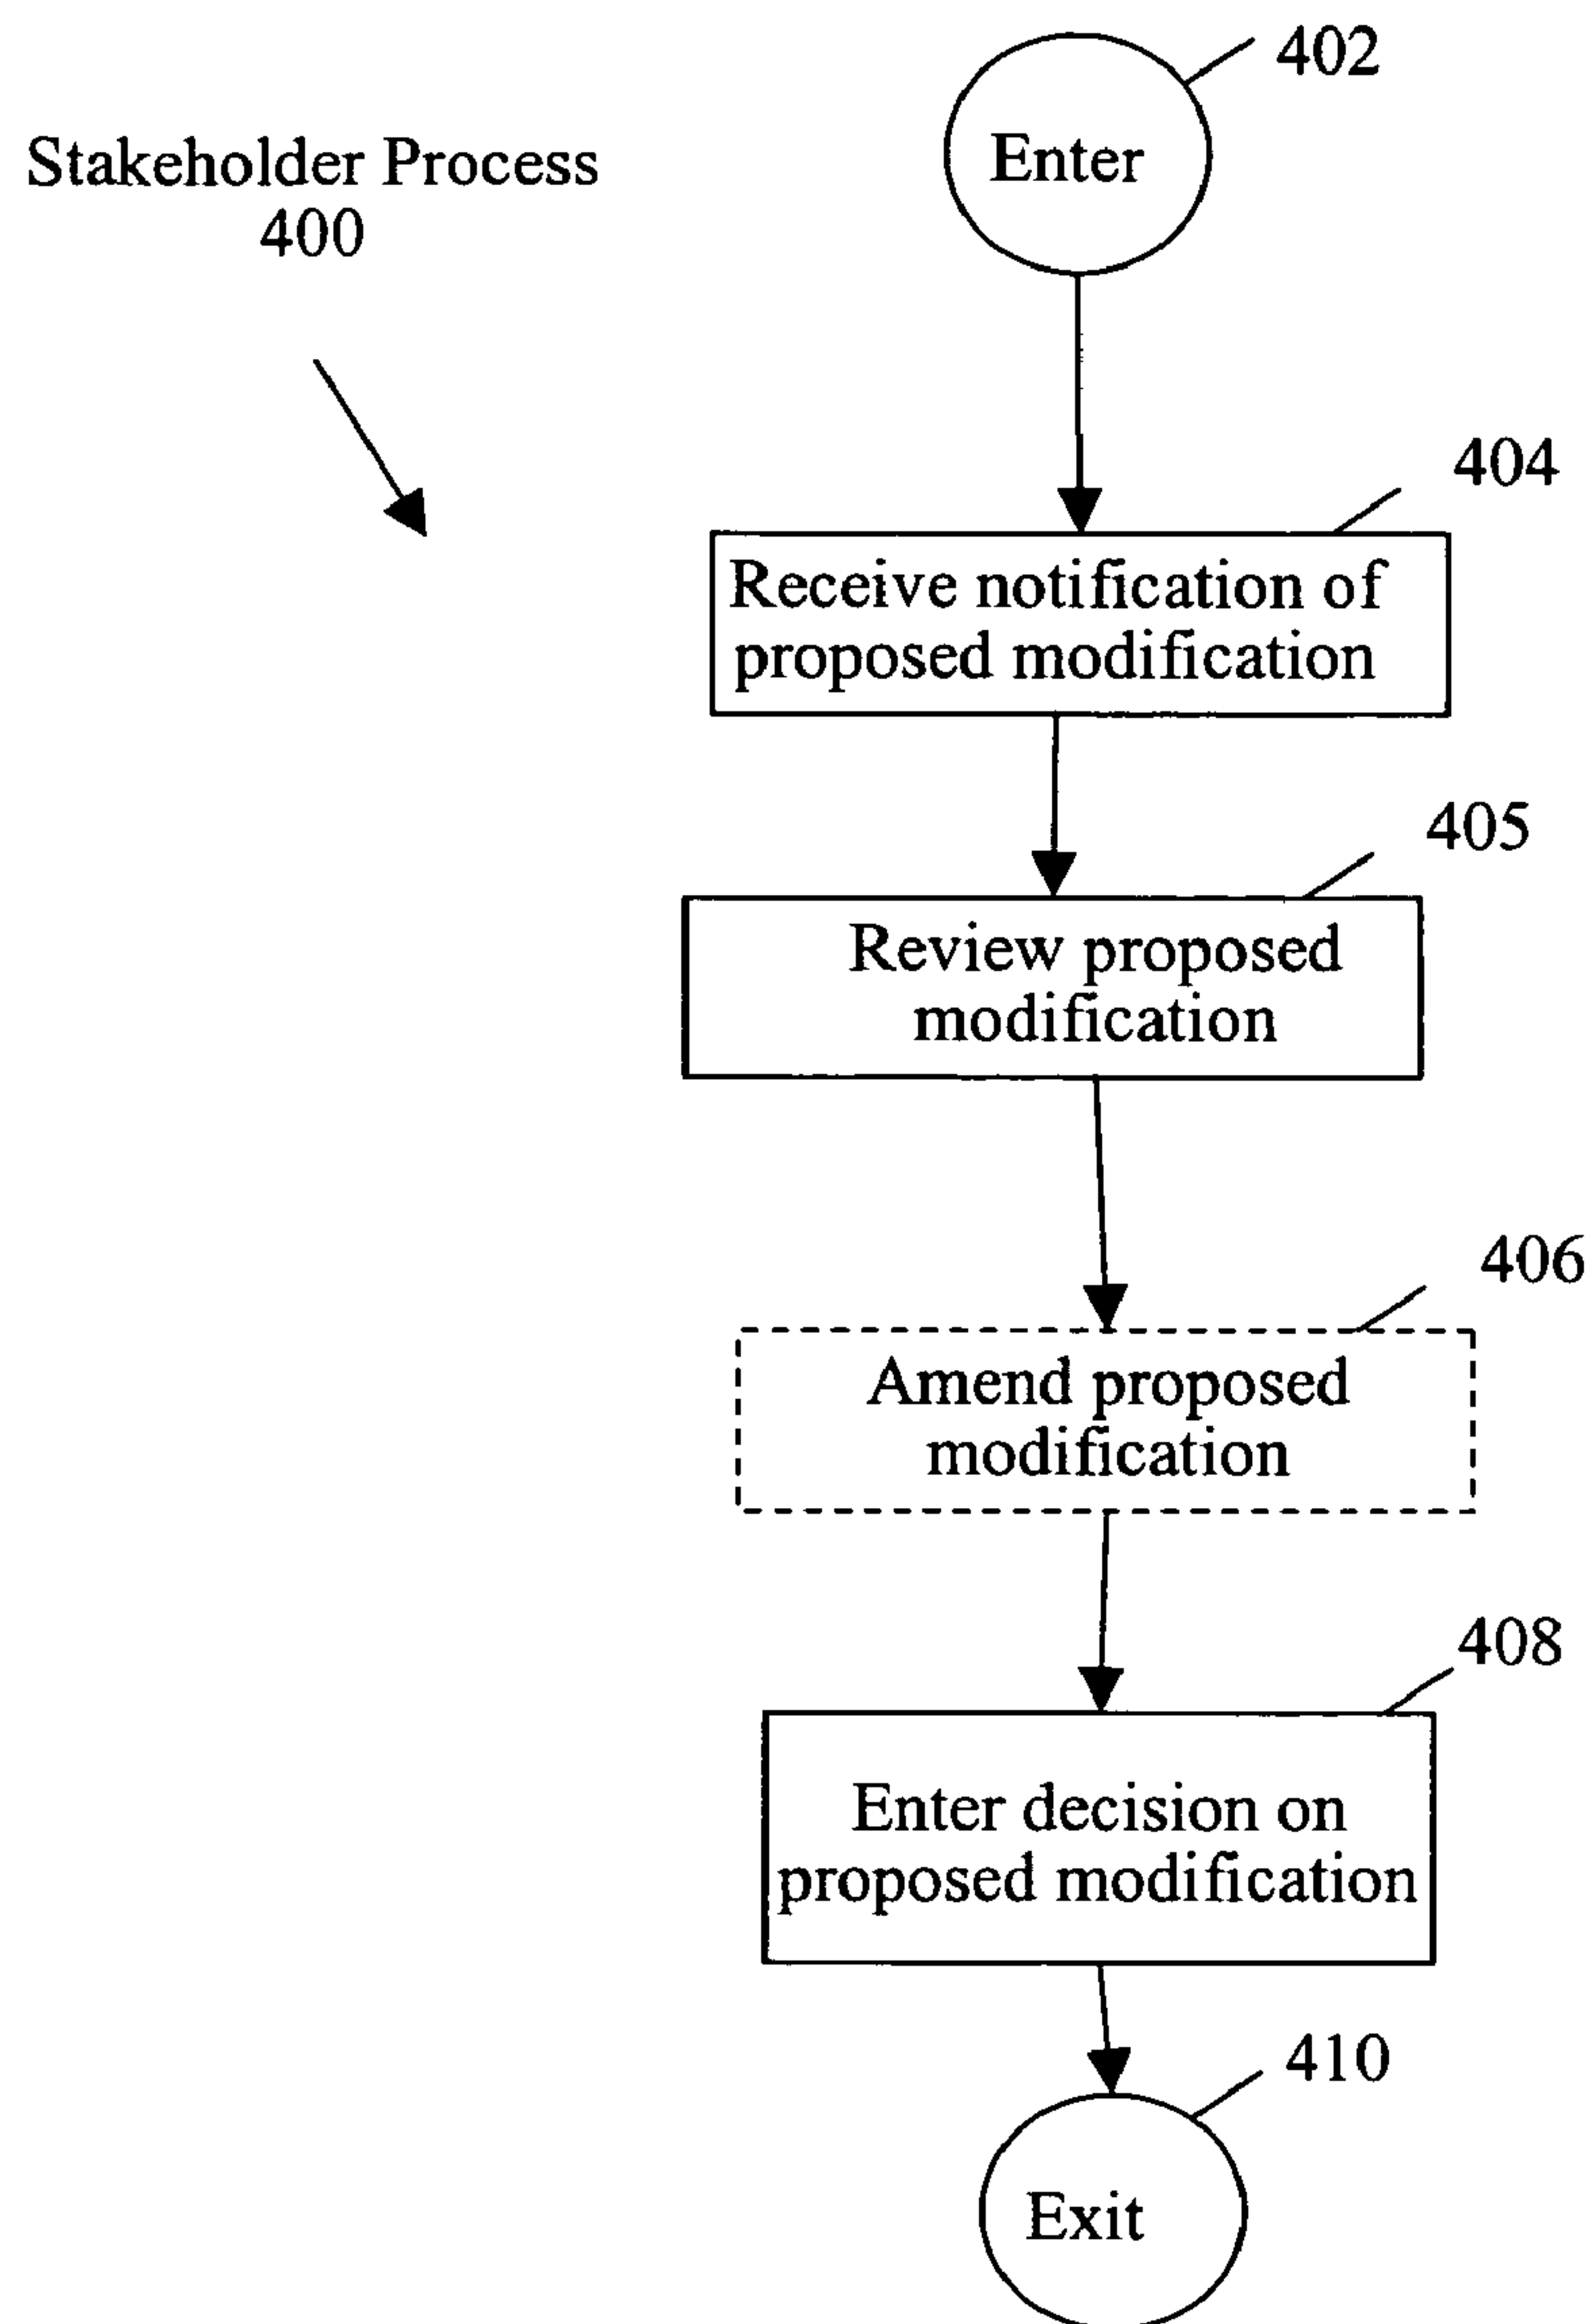 402
Enter
Stakeholder Process
400
404
Receive notification of
proposed modification
405
Review proposed
modification
406
Amend proposed
modification
408
Enter decision on
proposed modification
410
Exit